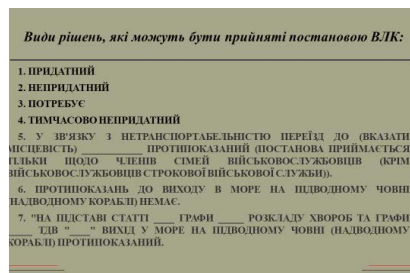 Види рішень, які можуть бути прийняті постановою ВЛК:
1. ПРИДАТНИЙ
2. НЕПРИДАТНИЙ
3. ПОТРЕБУЄ
4. ТИМЧАСОВО НЕПРИДАТНИЙ
5. У ЗВ'ЯЗКУ З НЕТРАНСПОРТАБЕЛЬНІСТЮ ПЕРЕЇЗД ДО (ВКАЗАТИ
МІСЦЕВІСТЬ) __________ ПРОТИПОКАЗАНИЙ (ПОСТАНОВА ПРИЙМАЄТЬСЯ
ТІЛЬКИ ЩОДО ЧЛЕНІВ СІМЕЙ ВІЙСЬКОВОСЛУЖБОВЦІВ (КРІМ
ВІЙСЬКОВОСЛУЖБОВЦІВ СТРОКОВОЇ ВІЙСЬКОВОЇ СЛУЖБИ)).
6. ПРОТИПОКАЗАНЬ ДО ВИХОДУ В МОРЕ НА ПІДВОДНОМУ ЧОВНІ
(НАДВОДНОМУ КОРАБЛІ) НЕМАЄ.
7. "НА ПІДСТАВІ СТАТТІ ____ ГРАФИ _____ РОЗКЛАДУ ХВОРОБ ТА ГРАФИ
____ ТДВ "____" ВИХІД У МОРЕ НА ПІДВОДНОМУ ЧОВНІ (НАДВОДНОМУ
КОРАБЛІ) ПРОТИПОКАЗАНИЙ.